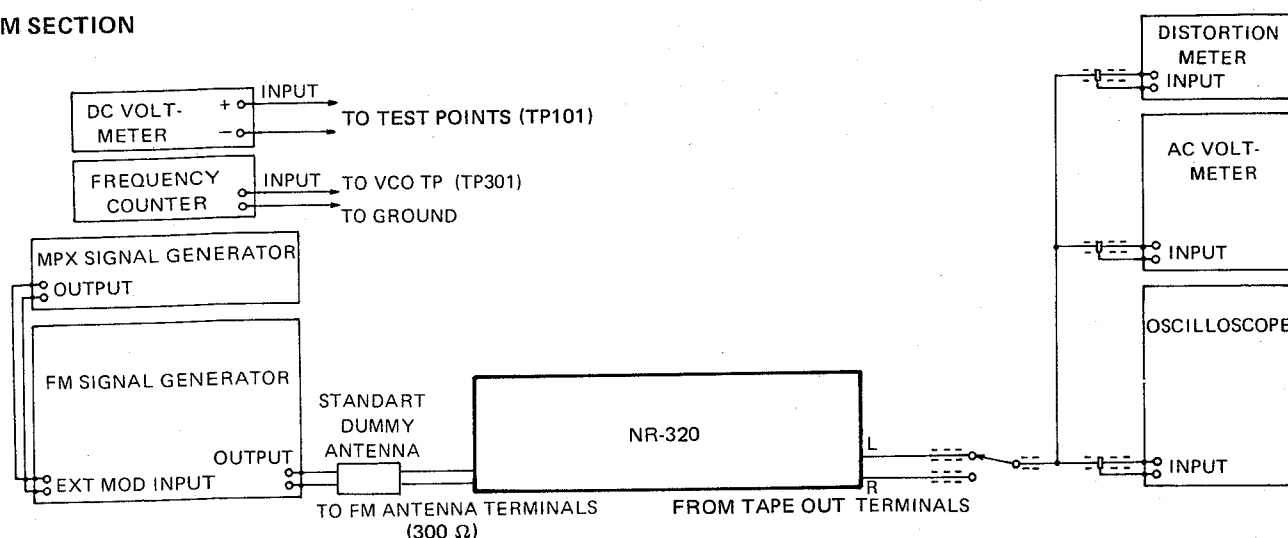 M SECTION
DC VOLT-
METER
+
−
INPUT
TO TEST POINTS (TP101)
FREQUENCY
COUNTER
INPUT
TO VCO TP (TP301)
TO GROUND
MPX SIGNAL GENERATOR
OUTPUT
FM SIGNAL GENERATOR
OUTPUT
EXT MOD INPUT
STANDART
DUMMY
ANTENNA
TO FM ANTENNA TERMINALS
(300 Ω)
NR-320
L
R
FROM TAPE OUT TERMINALS
DISTORTION
METER
INPUT
AC VOLT-
METER
INPUT
OSCILLOSCOPE
INPUT